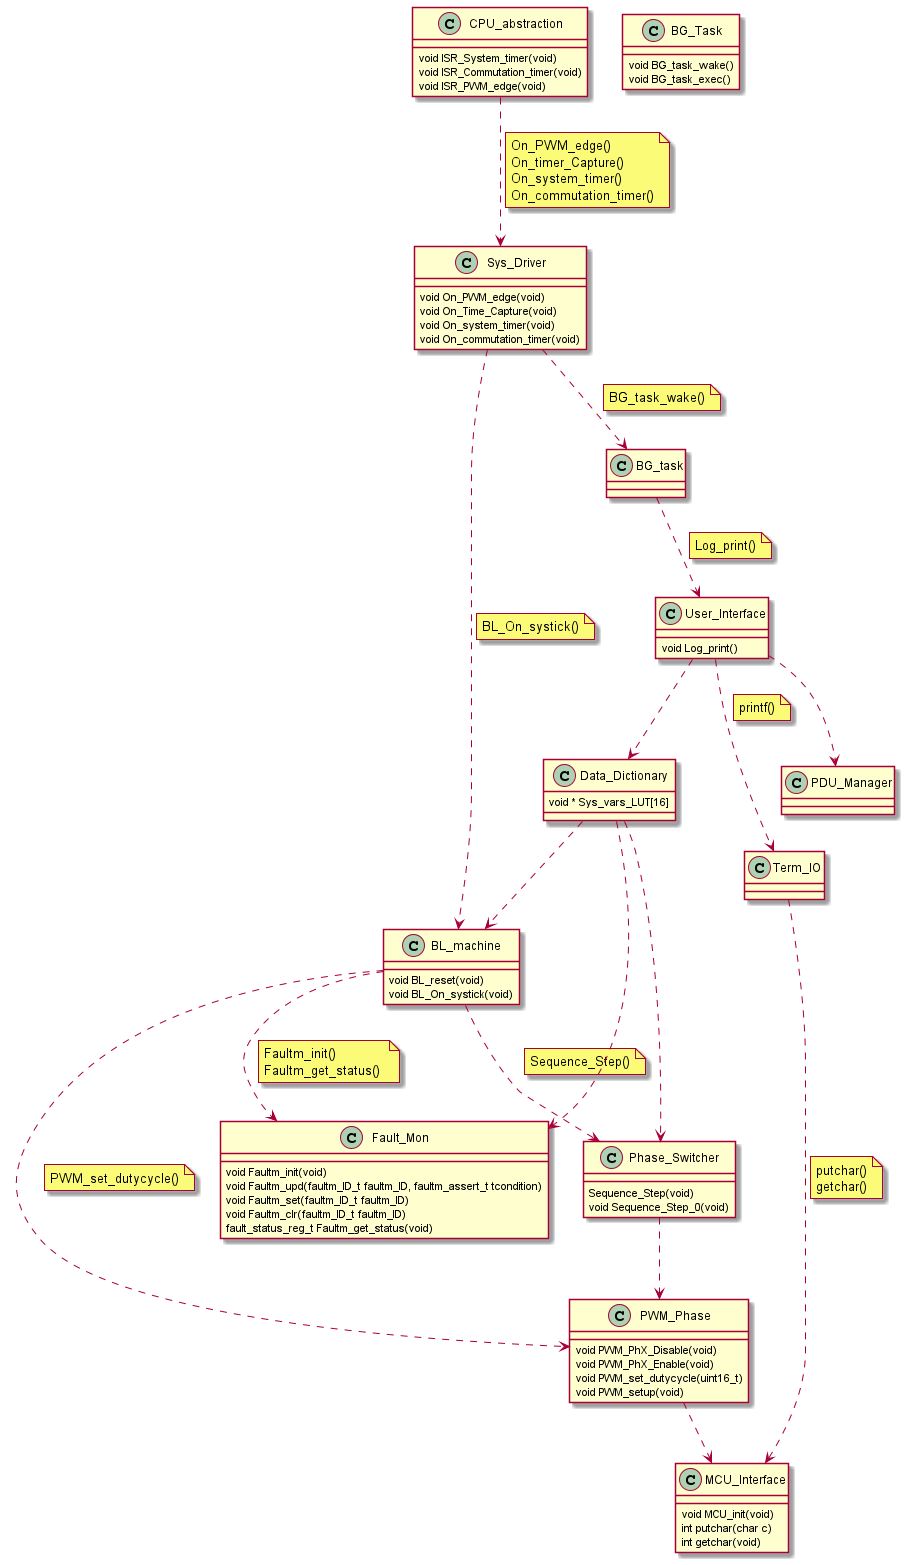 C CPU_abstraction
void ISR_System_timer(void)
void ISR_Commutation_timer(void)
void ISR_PWM_edge(void)
C BG_Task
void BG_task_wake()
void BG_task_exec()
On_PWM_edge()
On_timer_Capture()
On_system_timer()
On_commutation_timer()
C Sys_Driver
void On_PWM_edge(void)
void On_Time_Capture(void)
void On_system_timer(void)
void On_commutation_timer(void)
BG_task_wake()
C BG_task
Log_print()
C User_Interface
void Log_print()
BL_On_systick()
printf()
C Data_Dictionary
void * Sys_vars_LUT[16]
C PDU_Manager
C Term_IO
C BL_machine
void BL_reset(void)
void BL_On_systick(void)
Faultm_init()
Faultm_get_status()
Sequence_Step()
C Fault_Mon
void Faultm_init(void)
void Faultm_upd(faultm_ID_t faultm_ID, faultm_assert_t tcondition)
void Faultm_set(faultm_ID_t faultm_ID)
void Faultm_clr(faultm_ID_t faultm_ID)
fault_status_reg_t Faultm_get_status(void)
C Phase_Switcher
Sequence_Step(void)
void Sequence_Step_0(void)
PWM_set_dutycycle()
putchar()
getchar()
C PWM_Phase
void PWM_PhX_Disable(void)
void PWM_PhX_Enable(void)
void PWM_set_dutycycle(uint16_t)
void PWM_setup(void)
C MCU_Interface
void MCU_init(void)
int putchar(char c)
int getchar(void)